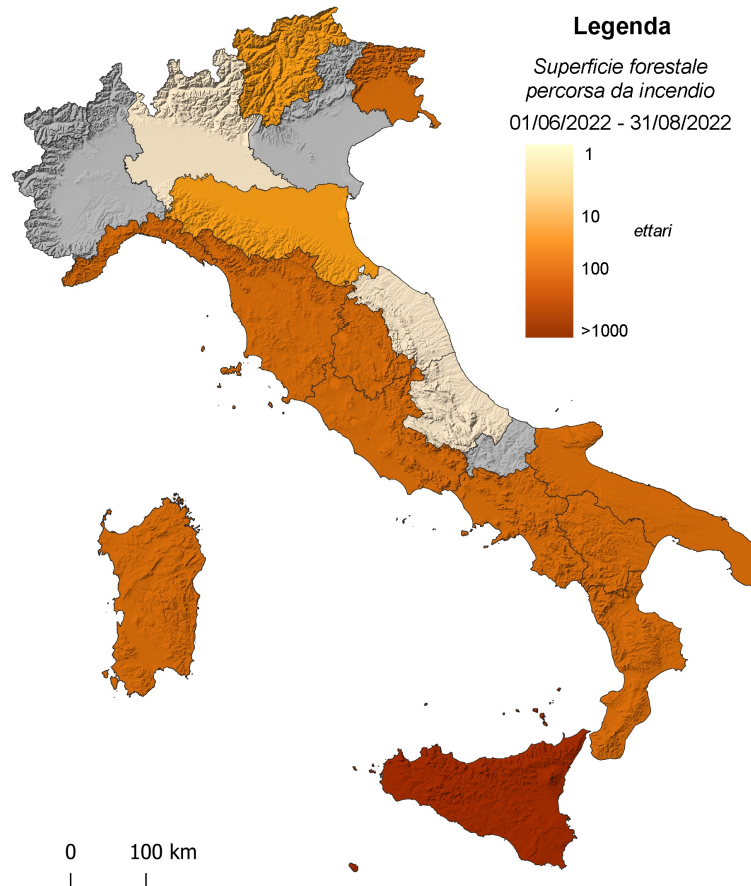 Legenda
Superficie forestale
percorsa da incendio
01/06/2022 - 31/08/2022
1
10
ettari
100
>1000
0 100 km